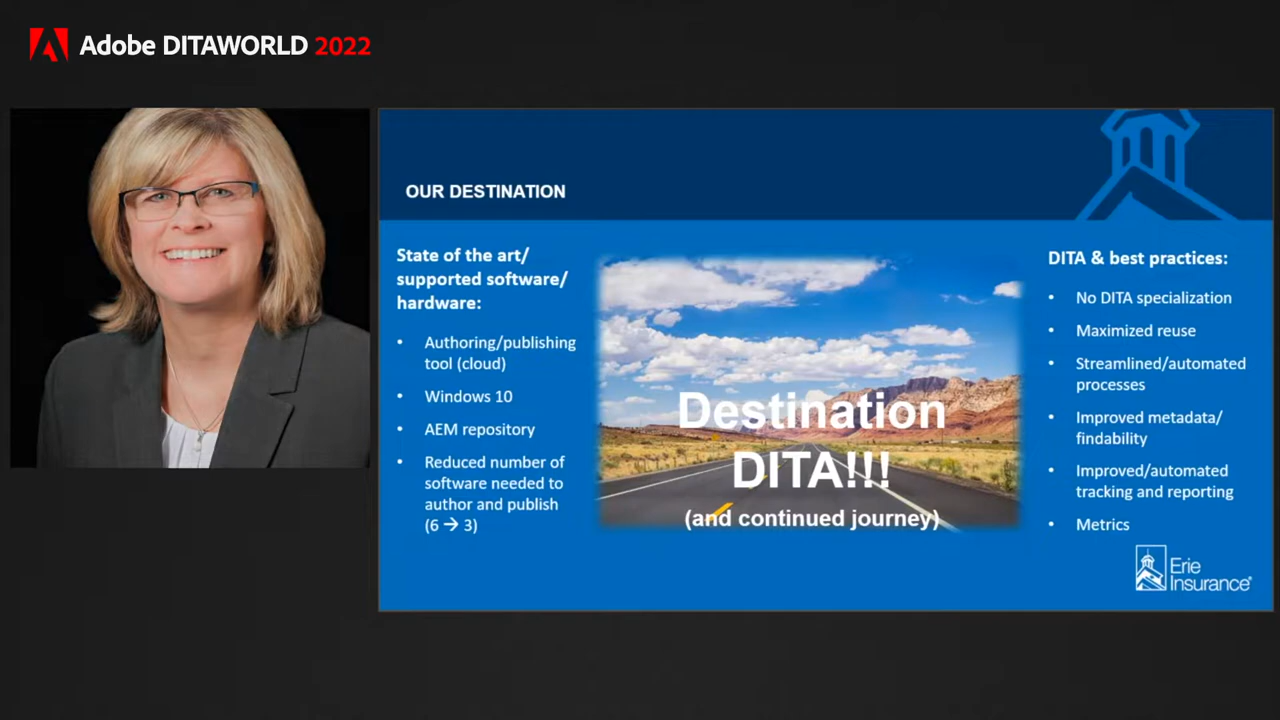 Adobe DITAWORLD 2022
OUR DESTINATION
State of the art/
supported software/
hardware:
• Authoring/publishing
tool (cloud)
• Windows 10
• AEM repository
• Reduced number of
software needed to
author and publish
(6 → 3)
Destination
DITA!!!
(and continued journey)
DITA & best practices:
• No DITA specialization
• Maximized reuse
• Streamlined/automated
processes
• Improved metadata/
findability
• Improved/automated
tracking and reporting
• Metrics
Erie
Insurance®